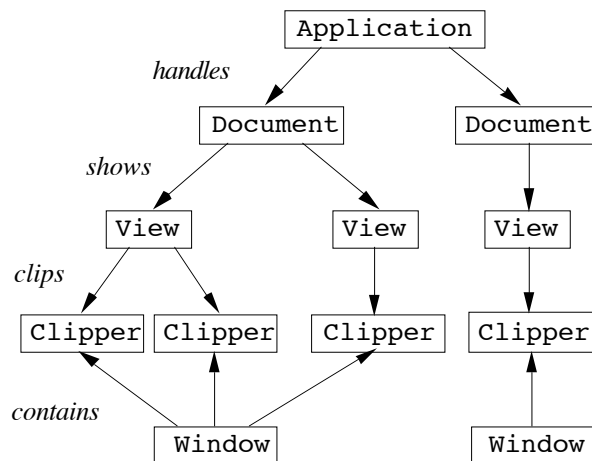 Application
handles
Document Document
shows
View View View
clips
Clipper Clipper Clipper Clipper
contains
Window Window